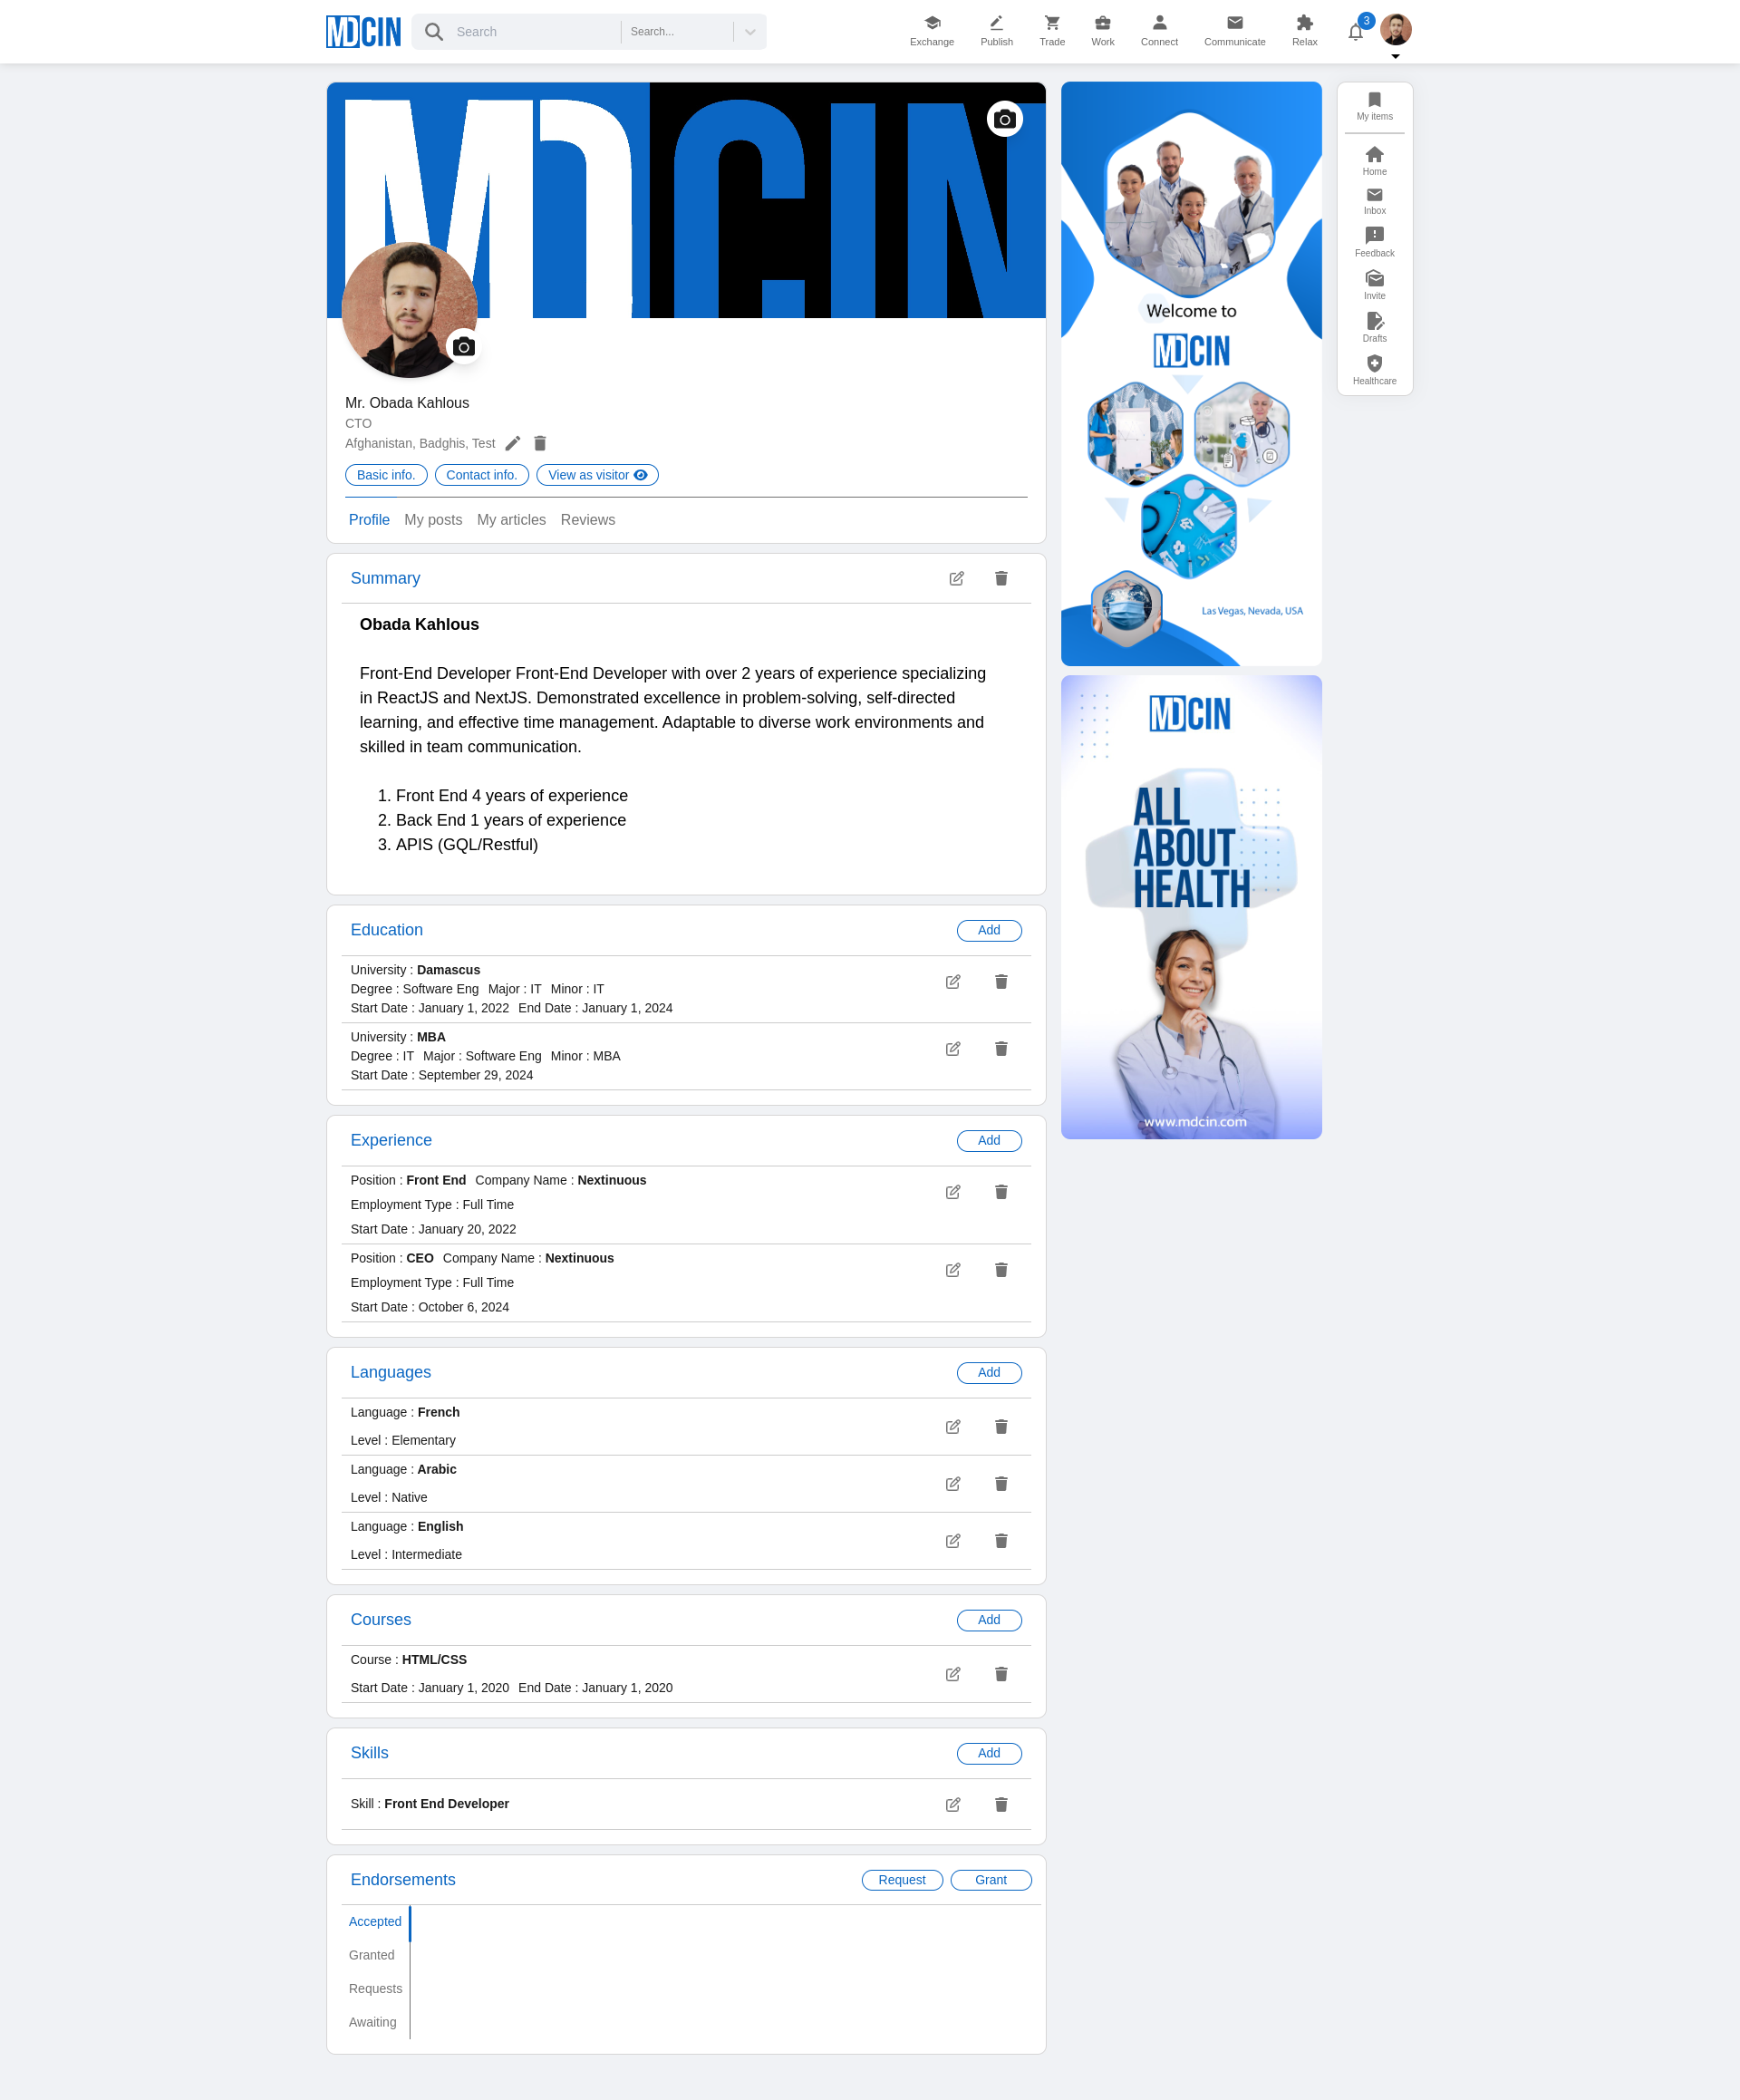 MDCIN
Search
Search...
Exchange
Publish
Trade
Work
Connect
Communicate
Relax
3
MDCIN
Mr. Obada Kahlous
CTO
Afghanistan, Badghis, Test
Basic info.
Contact info.
View as visitor
Profile
My posts
My articles
Reviews
Summary
Obada Kahlous
Front-End Developer Front-End Developer with over 2 years of experience specializing
in ReactJS and NextJS. Demonstrated excellence in problem-solving, self-directed
learning, and effective time management. Adaptable to diverse work environments and
skilled in team communication.
1. Front End 4 years of experience
2. Back End 1 years of experience
3. APIS (GQL/Restful)
Education
Add
University : Damascus
Degree : Software Eng Major : IT Minor : IT
Start Date : January 1, 2022 End Date : January 1, 2024
University : MBA
Degree : IT Major : Software Eng Minor : MBA
Start Date : September 29, 2024
Experience
Add
Position : Front End Company Name : Nextinuous
Employment Type : Full Time
Start Date : January 20, 2022
Position : CEO Company Name : Nextinuous
Employment Type : Full Time
Start Date : October 6, 2024
Languages
Add
Language : French
Level : Elementary
Language : Arabic
Level : Native
Language : English
Level : Intermediate
Courses
Add
Course : HTML/CSS
Start Date : January 1, 2020 End Date : January 1, 2020
Skills
Add
Skill : Front End Developer
Endorsements
Request
Grant
Accepted
Granted
Requests
Awaiting
Welcome to
MDCIN
Las Vegas, Nevada, USA
MDCIN
ALL
ABOUT
HEALTH
www.mdcin.com
My items
Home
Inbox
Feedback
Invite
Drafts
Healthcare